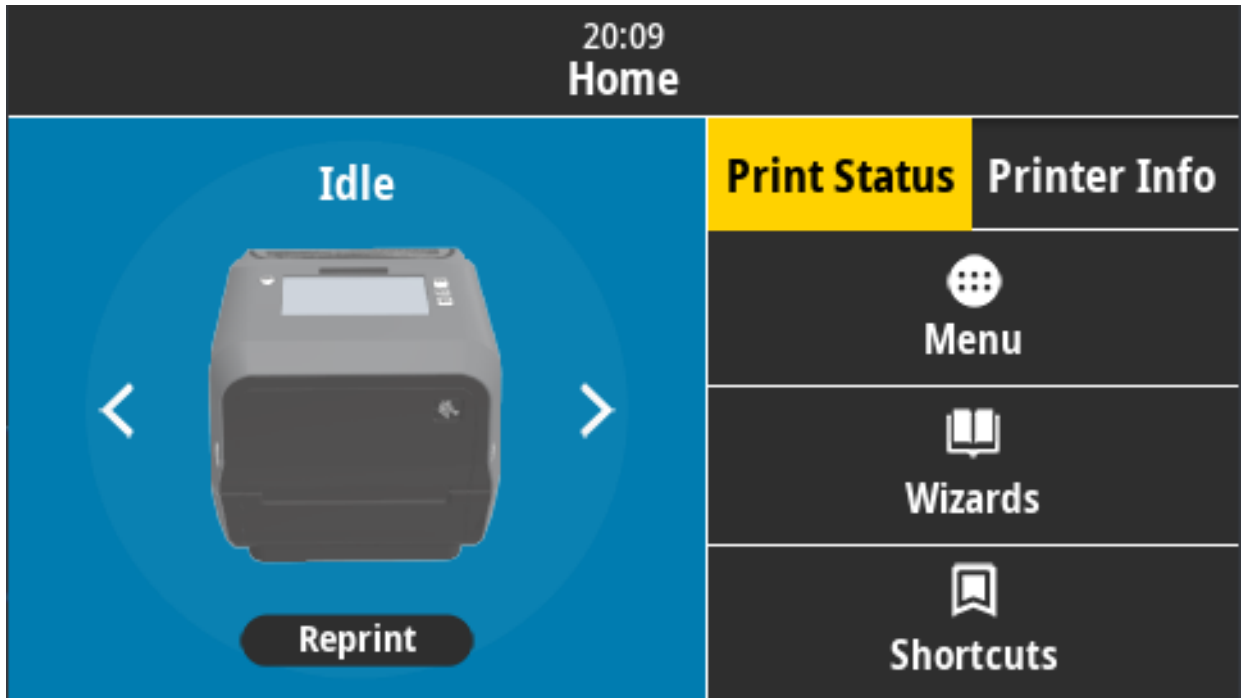 20:09
Home
Idle
Print Status
Printer Info
Menu
Wizards
Reprint
Shortcuts